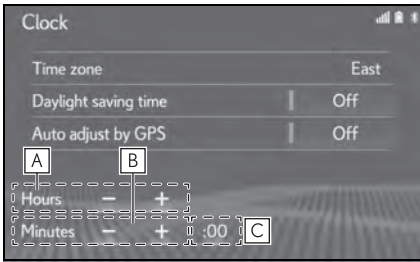 Clock
Time zone East
Daylight saving time Off
Auto adjust by GPS Off
A B
Hours − +
Minutes − + :00 C